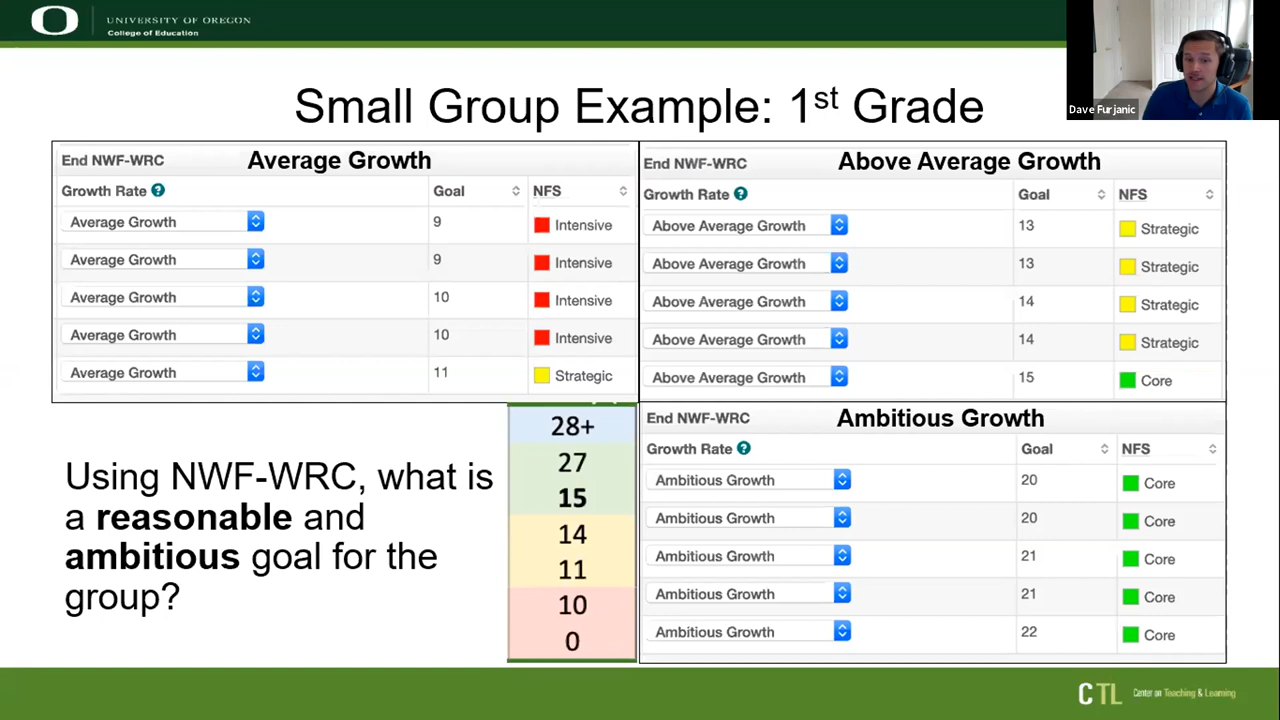 UNIVERSITY OF OREGON
College of Education
Dave Furjanic
Small Group Example: 1st Grade
End NWF-WRC Average Growth
Growth Rate ? Goal NFS
Average Growth 9 Intensive
Average Growth 9 Intensive
Average Growth 10 Intensive
Average Growth 10 Intensive
Average Growth 11 Strategic
End NWF-WRC Above Average Growth
Growth Rate ? Goal NFS
Above Average Growth 13 Strategic
Above Average Growth 13 Strategic
Above Average Growth 14 Strategic
Above Average Growth 14 Strategic
Above Average Growth 15 Core
Using NWF-WRC, what is
a reasonable and
ambitious goal for the
group?
28+
27
15
14
11
10
0
End NWF-WRC Ambitious Growth
Growth Rate ? Goal NFS
Ambitious Growth 20 Core
Ambitious Growth 20 Core
Ambitious Growth 21 Core
Ambitious Growth 21 Core
Ambitious Growth 22 Core
CTL Center on Teaching & Learning